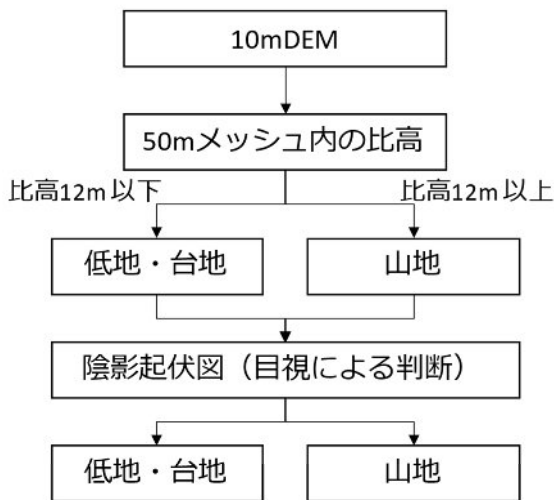 10mDEM
50mメッシュ内の比高
比高12m以下
比高12m以上
低地・台地
山地
陰影起伏図（目視による判断）
低地・台地
山地